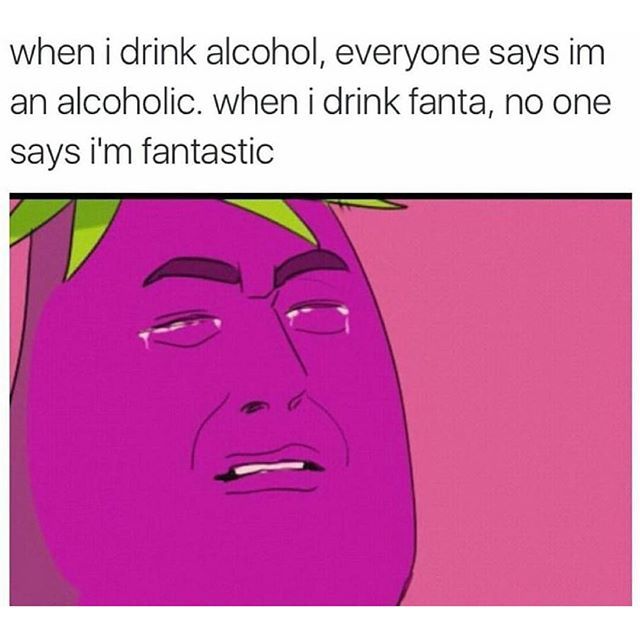 when i drink alcohol, everyone says im
an alcoholic. when i drink fanta, no one
says i'm fantastic